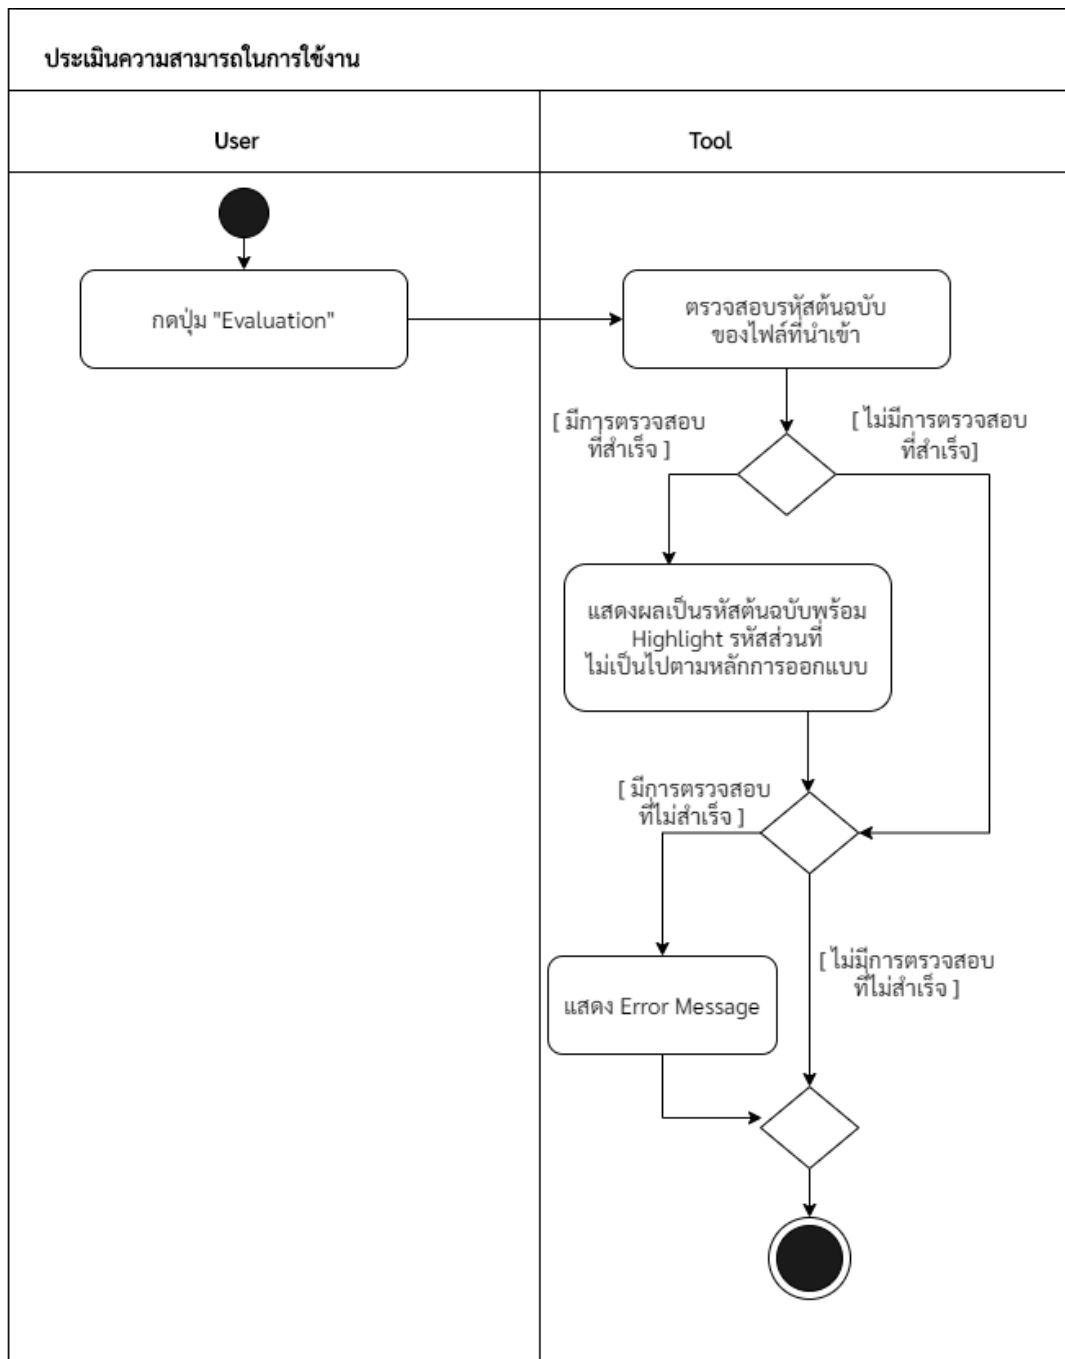 ประเมินความสามารถในการใช้งาน
User
Tool
กดปุ่ม "Evaluation"
ตรวจสอบรหัสต้นฉบับ
ของไฟล์ที่นำเข้า
[ มีการตรวจสอบ
ที่สำเร็จ ]
[ ไม่มีการตรวจสอบ
ที่สำเร็จ]
แสดงผลเป็นรหัสต้นฉบับพร้อม
Highlight รหัสส่วนที่
ไม่เป็นไปตามหลักการออกแบบ
[ มีการตรวจสอบ
ที่ไม่สำเร็จ ]
[ ไม่มีการตรวจสอบ
ที่ไม่สำเร็จ ]
แสดง Error Message